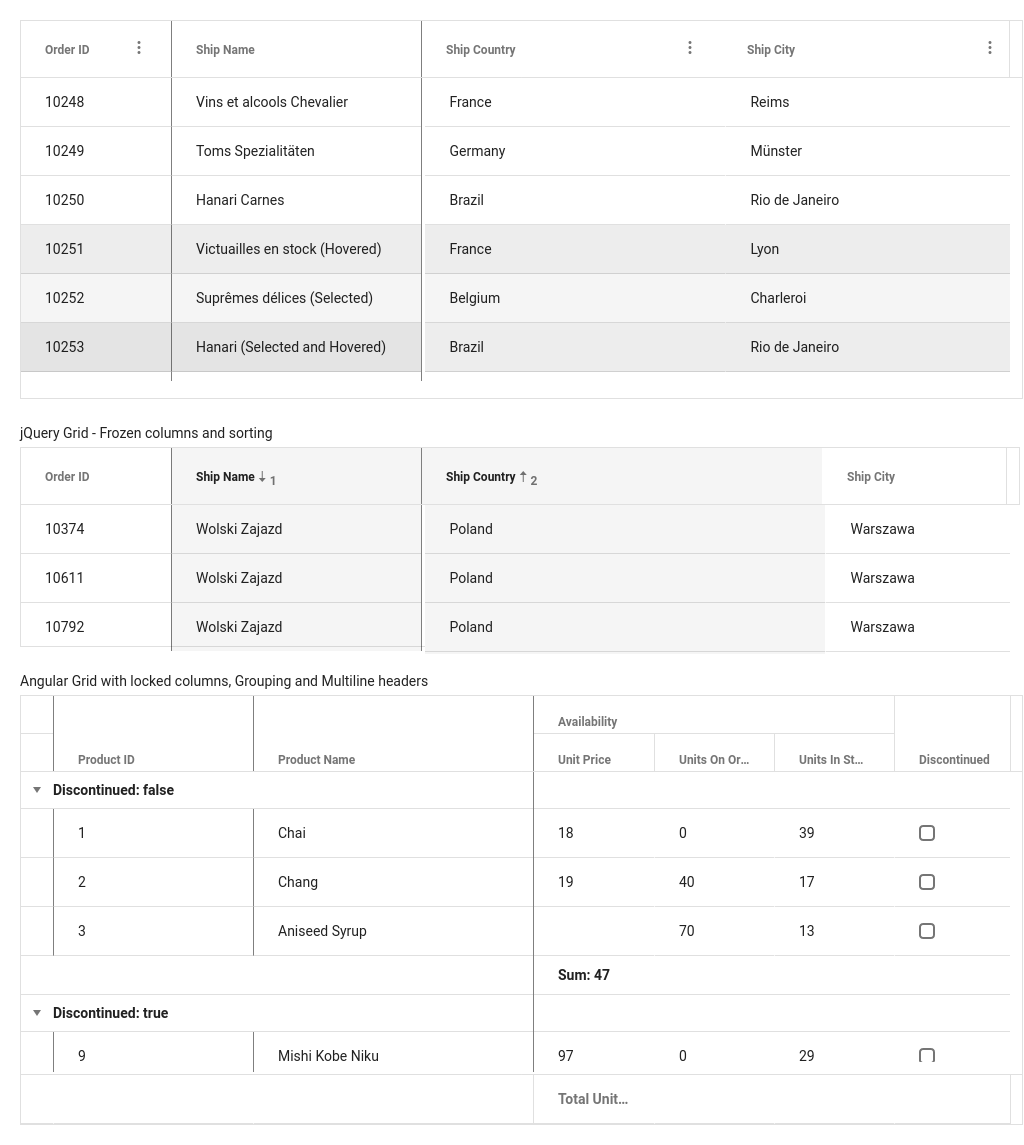 Order ID Ship Name Ship Country Ship City
10248 Vins et alcools Chevalier France Reims
10249 Toms Spezialitäten Germany Münster
10250 Hanari Carnes Brazil Rio de Janeiro
10251 Victuailles en stock (Hovered) France Lyon
10252 Suprêmes délices (Selected) Belgium Charleroi
10253 Hanari (Selected and Hovered) Brazil Rio de Janeiro
jQuery Grid - Frozen columns and sorting
Order ID Ship Name ↓ 1 Ship Country ↑ 2 Ship City
10374 Wolski Zajazd Poland Warszawa
10611 Wolski Zajazd Poland Warszawa
10792 Wolski Zajazd Poland Warszawa
Angular Grid with locked columns, Grouping and Multiline headers
Availability
Product ID Product Name Unit Price Units On Or... Units In St... Discontinued
Discontinued: false
1 Chai 18 0 39
2 Chang 19 40 17
3 Aniseed Syrup 70 13
Sum: 47
Discontinued: true
9 Mishi Kobe Niku 97 0 29
Total Unit...